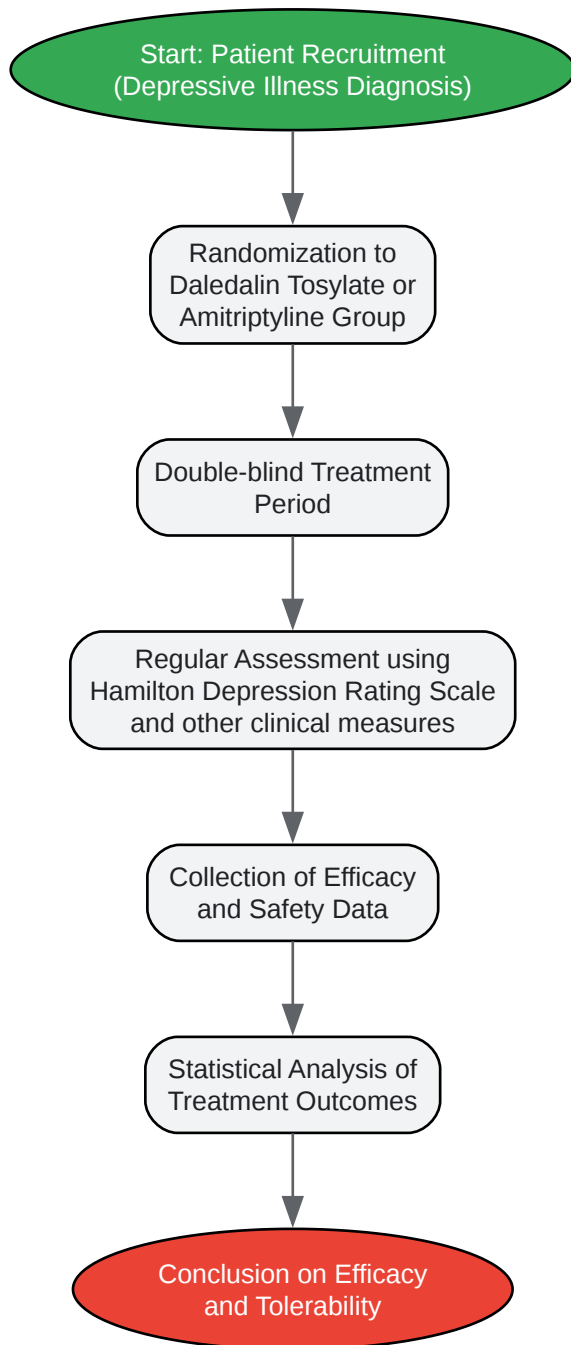 Start: Patient Recruitment
(Depressive Illness Diagnosis)
Randomization to
Daledalin Tosylate or
Amitriptyline Group
Double-blind Treatment
Period
Regular Assessment using
Hamilton Depression Rating Scale
and other clinical measures
Collection of Efficacy
and Safety Data
Statistical Analysis of
Treatment Outcomes
Conclusion on Efficacy
and Tolerability